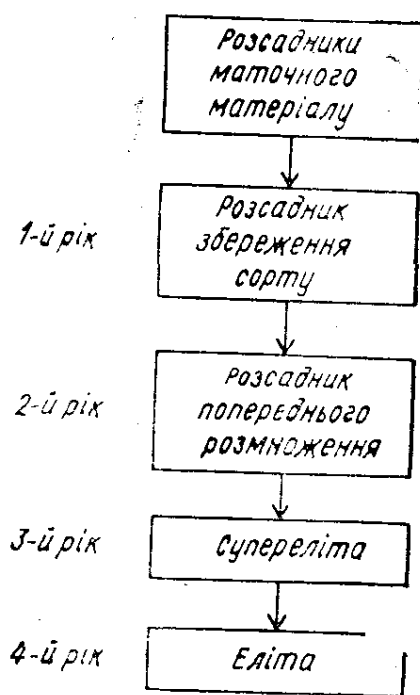 Розсадники
маточного
матеріалу
1-й рік
Розсадник
збереження
сорту
2-й рік
Розсадник
попереднього
розмноження
3-й рік
Супереліта
4-й рік
Еліта